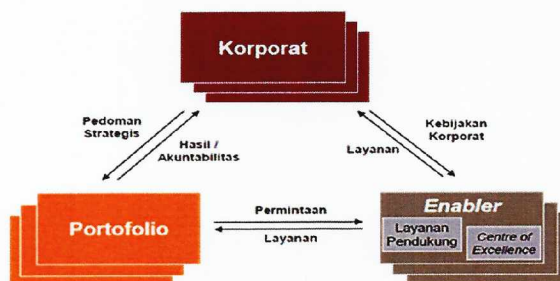 Korporat
Pedoman
Strategis
Hasil /
Akuntabilitas
Kebijakan
Korporat
Layanan
Portofolio
Permintaan
Layanan
Enabler
Layanan
Pendukung
Centre of
Excellence